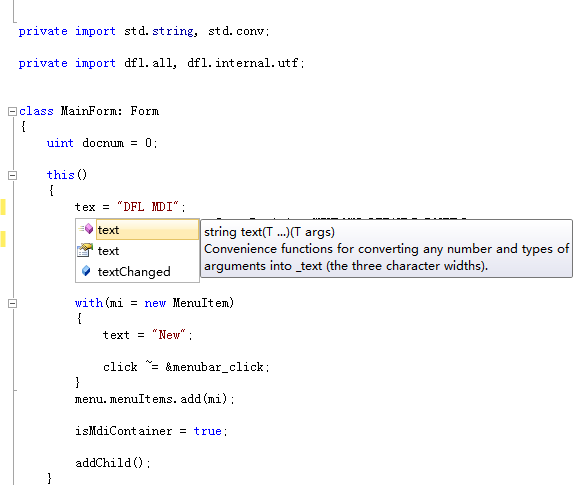 private import std.string, std.conv;
private import dfl.all, dfl.internal.utf;
class MainForm: Form
{
uint docnum = 0;
this()
{
tex = "DFL MDI";
text
text
textChanged
string text(T ...)(T args)
Convenience functions for converting any number and types of
arguments into _text (the three character widths).
with(mi = new MenuItem)
{
text = "New";
click ~= &menubar_click;
}
menu.menuItems.add(mi);
isMdiContainer = true;
addChild();
}